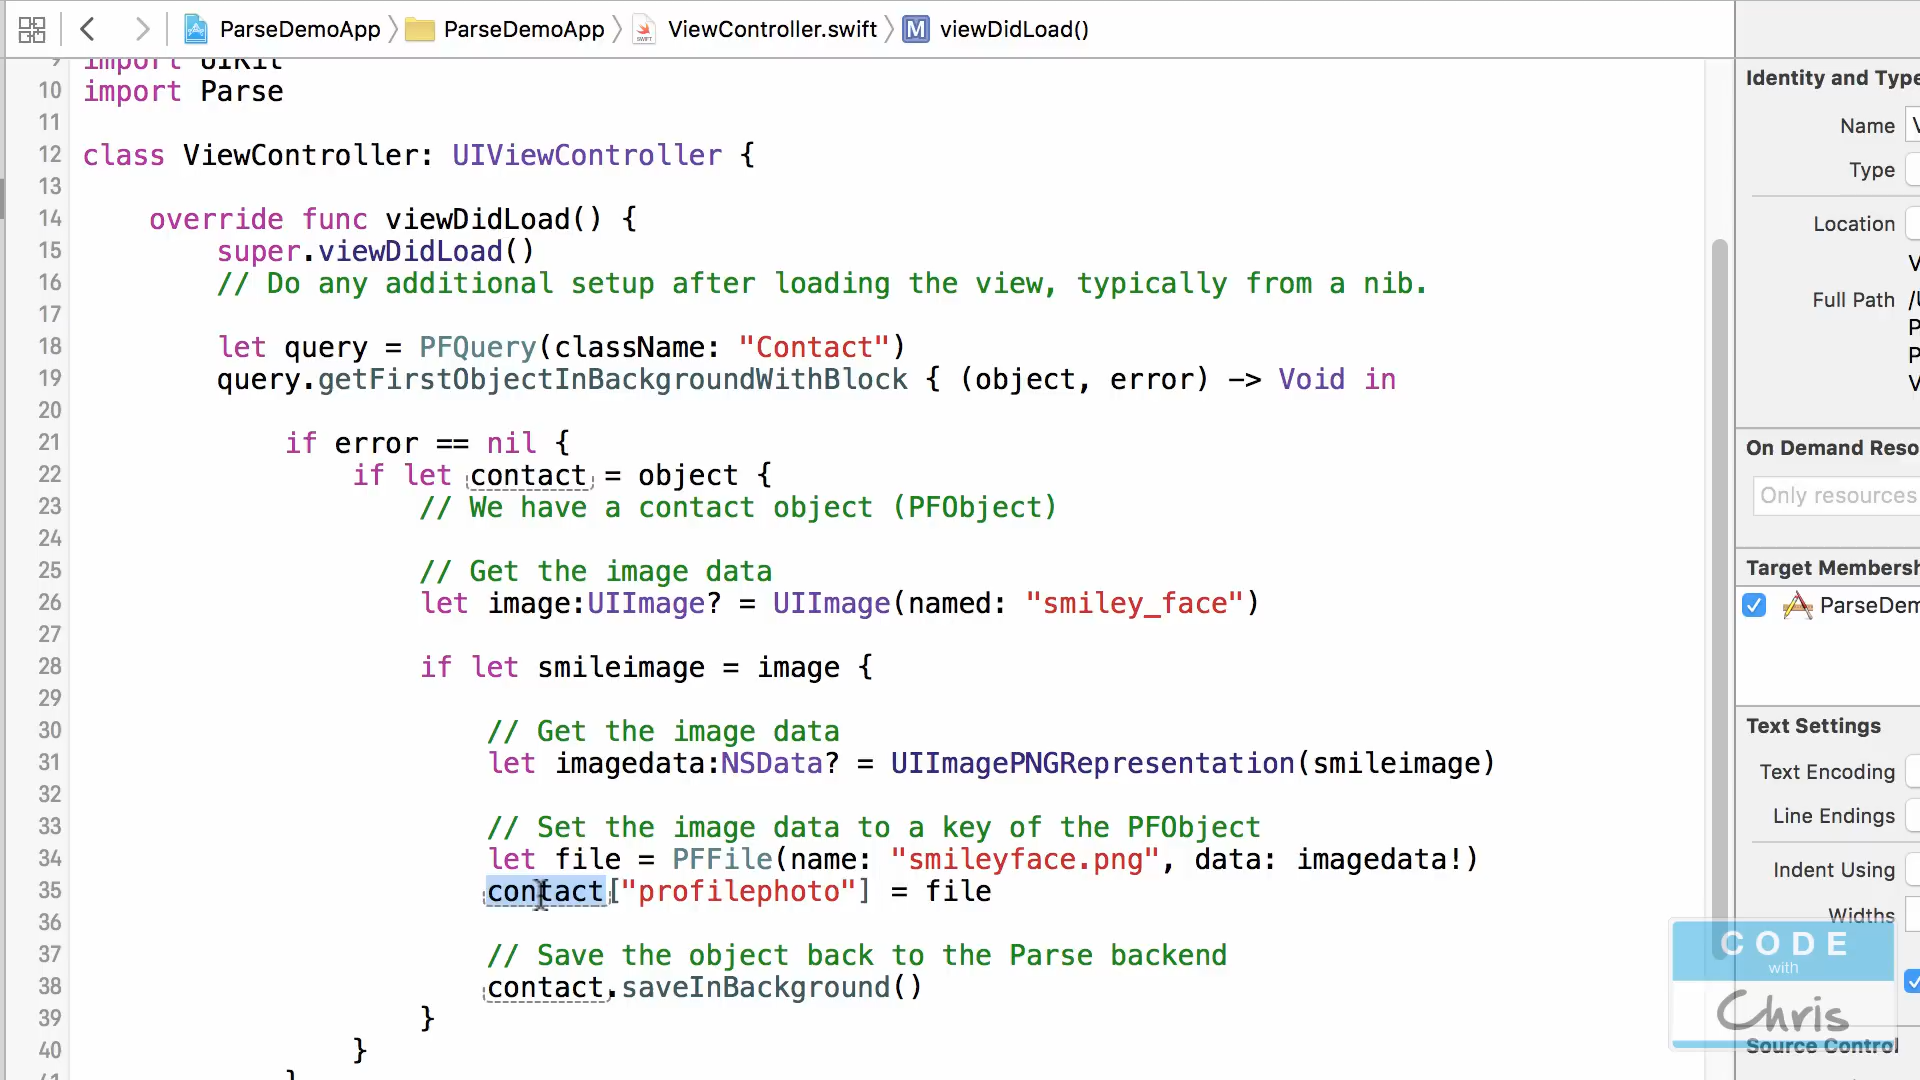 ParseDemoApp ParseDemoApp ViewController.swift M viewDidLoad()
9 import UIKit
10 import Parse
11
12 class ViewController: UIViewController {
13
14 override func viewDidLoad() {
15 super.viewDidLoad()
16 // Do any additional setup after loading the view, typically from a nib.
17
18 let query = PFQuery(className: "Contact")
19 query.getFirstObjectInBackgroundWithBlock { (object, error) -> Void in
20
21 if error == nil {
22 if let contact = object {
23 // We have a contact object (PFObject)
24
25 // Get the image data
26 let image:UIImage? = UIImage(named: "smiley_face")
27
28 if let smileimage = image {
29
30 // Get the image data
31 let imagedata:NSData? = UIImagePNGRepresentation(smileimage)
32
33 // Set the image data to a key of the PFObject
34 let file = PFFile(name: "smileyface.png", data: imagedata!)
35 contact["profilephoto"] = file
36
37 // Save the object back to the Parse backend
38 contact.saveInBackground()
39 }
40 }
41 }
Identity and Type
Name V
Type
Location
V
Full Path /U
P
P
V
On Demand Reso
Only resources
Target Membersh
ParseDem
Text Settings
Text Encoding
Line Endings
Indent Using
Widths
CODE
with
Chris
Source Control